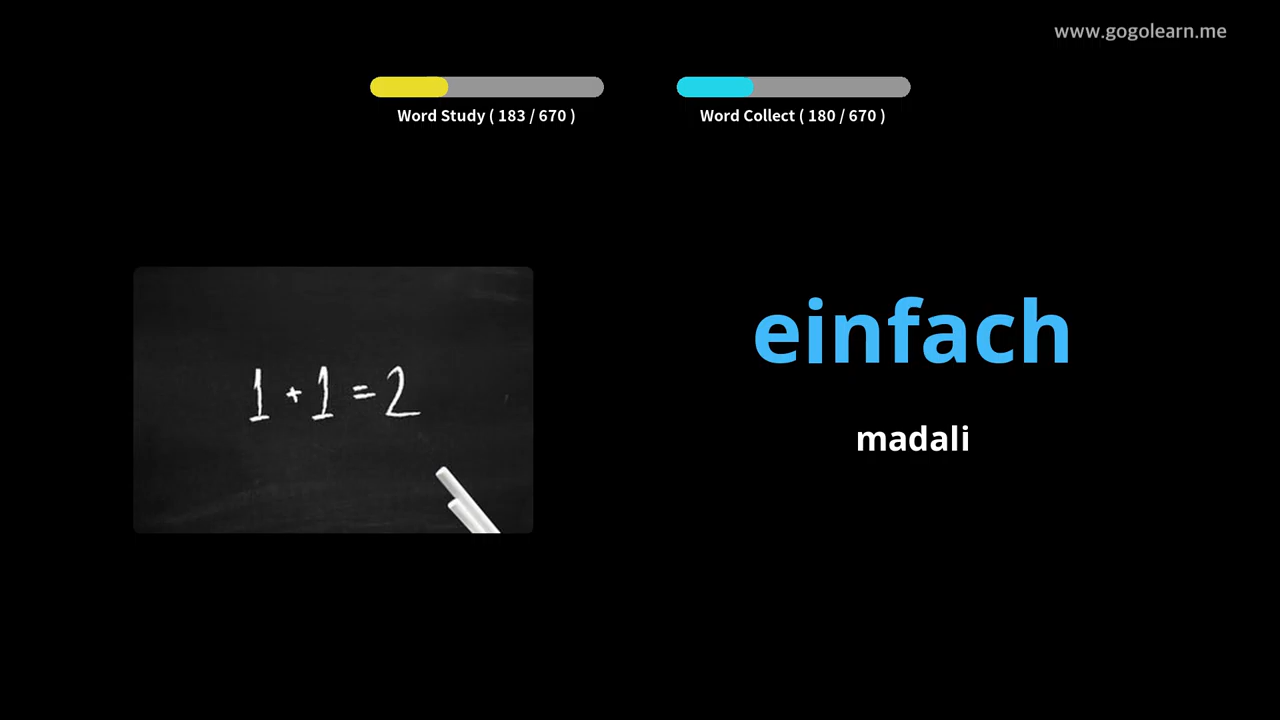 www.gogolearn.me
Word Study ( 183 / 670 )
Word Collect ( 180 / 670 )
1 + 1 = 2
einfach
madali